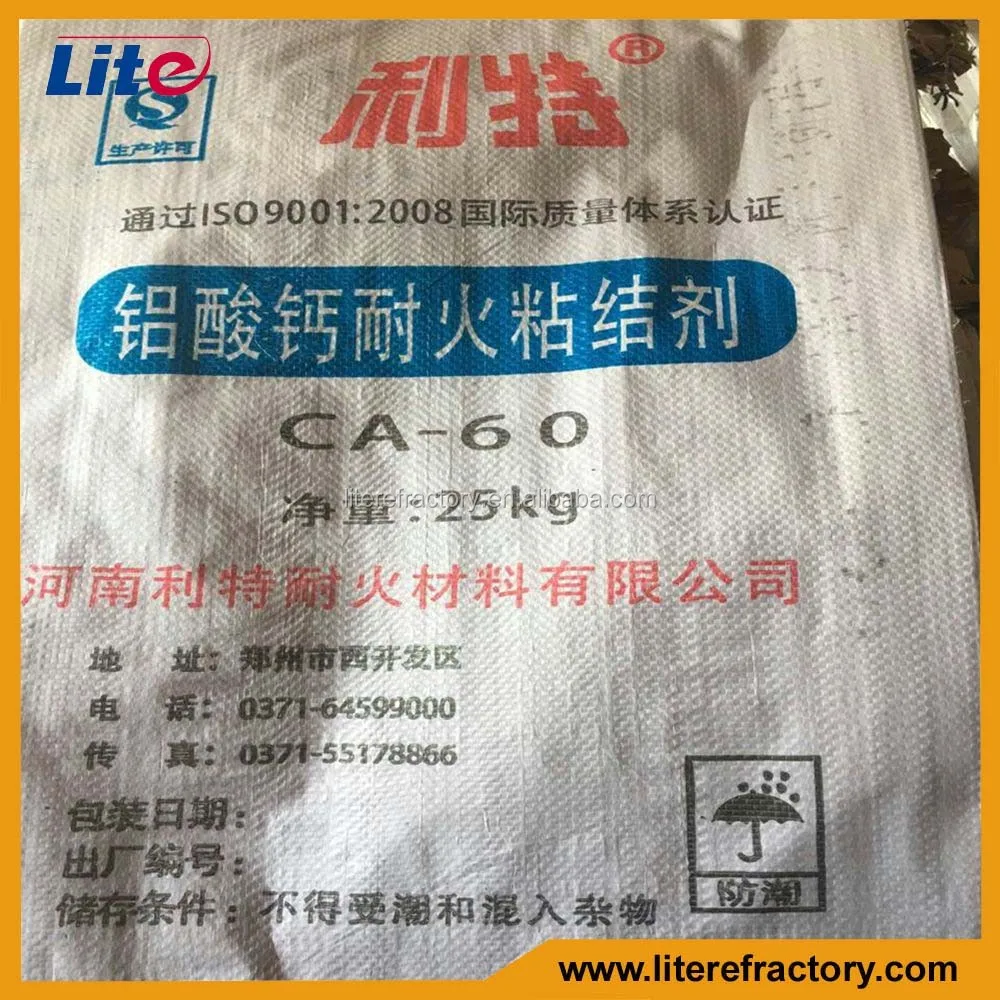 Lite
利特®
生产许可
通过ISO9001:2008国际质量体系认证
铝酸钙耐火粘结剂
CA-60
literefractory.en.alibaba.com
净重:25kg
河南利特耐火材料有限公司
地 址:郑州市西开发区
电 话:0371-64599000
传 真:0371-55178866
包装日期:
出厂编号:
储存条件:不得受潮和混入杂物
防潮
www.literefractory.com